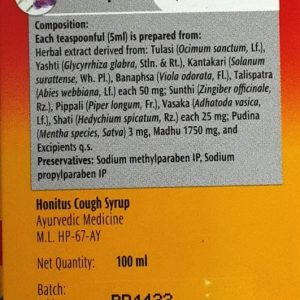 Composition:
Each teaspoonful (5ml) is prepared from:
Herbal extract derived from: Tulasi (Ocimum sanctum, Lf.),
Yashti (Glycyrrhiza glabra, Stln. & Rt.), Kantakari (Solanum
surattense, Wh. Pl.), Banaphsa (Viola odorata, Fl.), Talispatra
(Abies webbiana, Lf.) each 50 mg; Sunthi (Zingiber officinale,
Rz.), Pippali (Piper longum, Fr.), Vasaka (Adhatoda vasica,
Lf.), Shati (Hedychium spicatum, Rz.) each 25 mg; Pudina
(Mentha species, Satva) 3 mg, Madhu 1750 mg, and
Excipients q.s.
Preservatives: Sodium methylparaben IP, Sodium
propylparaben IP
Honitus Cough Syrup
Ayurvedic Medicine
M.L. HP-67-AY
Net Quantity: 100 ml
Batch: